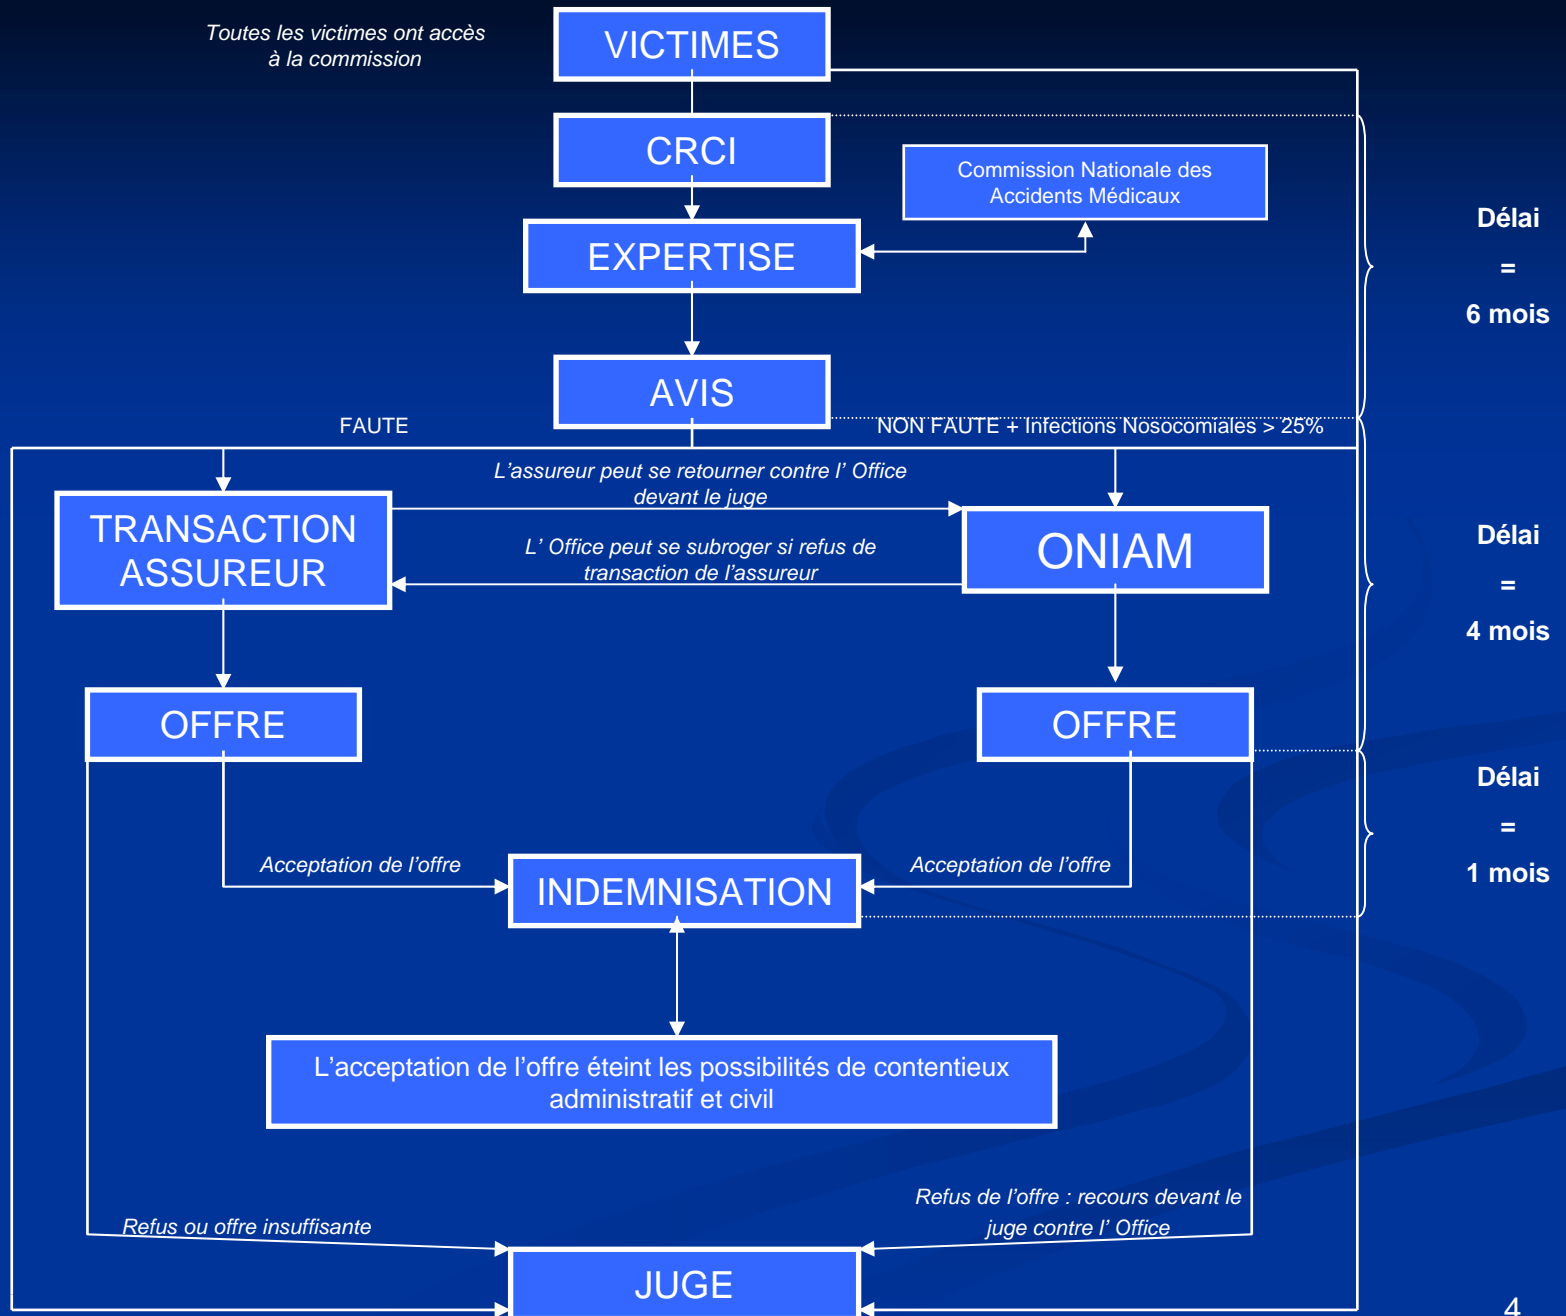 Toutes les victimes ont accès
à la commission
VICTIMES
CRCI
Commission Nationale des
Accidents Médicaux
Délai
=
6 mois
EXPERTISE
AVIS
FAUTE
NON FAUTE + Infections Nosocomiales > 25%
L'assureur peut se retourner contre l' Office
devant le juge
TRANSACTION
ASSUREUR
L' Office peut se subroger si refus de
transaction de l'assureur
ONIAM
Délai
=
4 mois
OFFRE
OFFRE
Délai
=
1 mois
Acceptation de l'offre
INDEMNISATION
Acceptation de l'offre
L'acceptation de l'offre éteint les possibilités de contentieux
administratif et civil
Refus ou offre insuffisante
Refus de l'offre : recours devant le
juge contre l' Office
JUGE
4